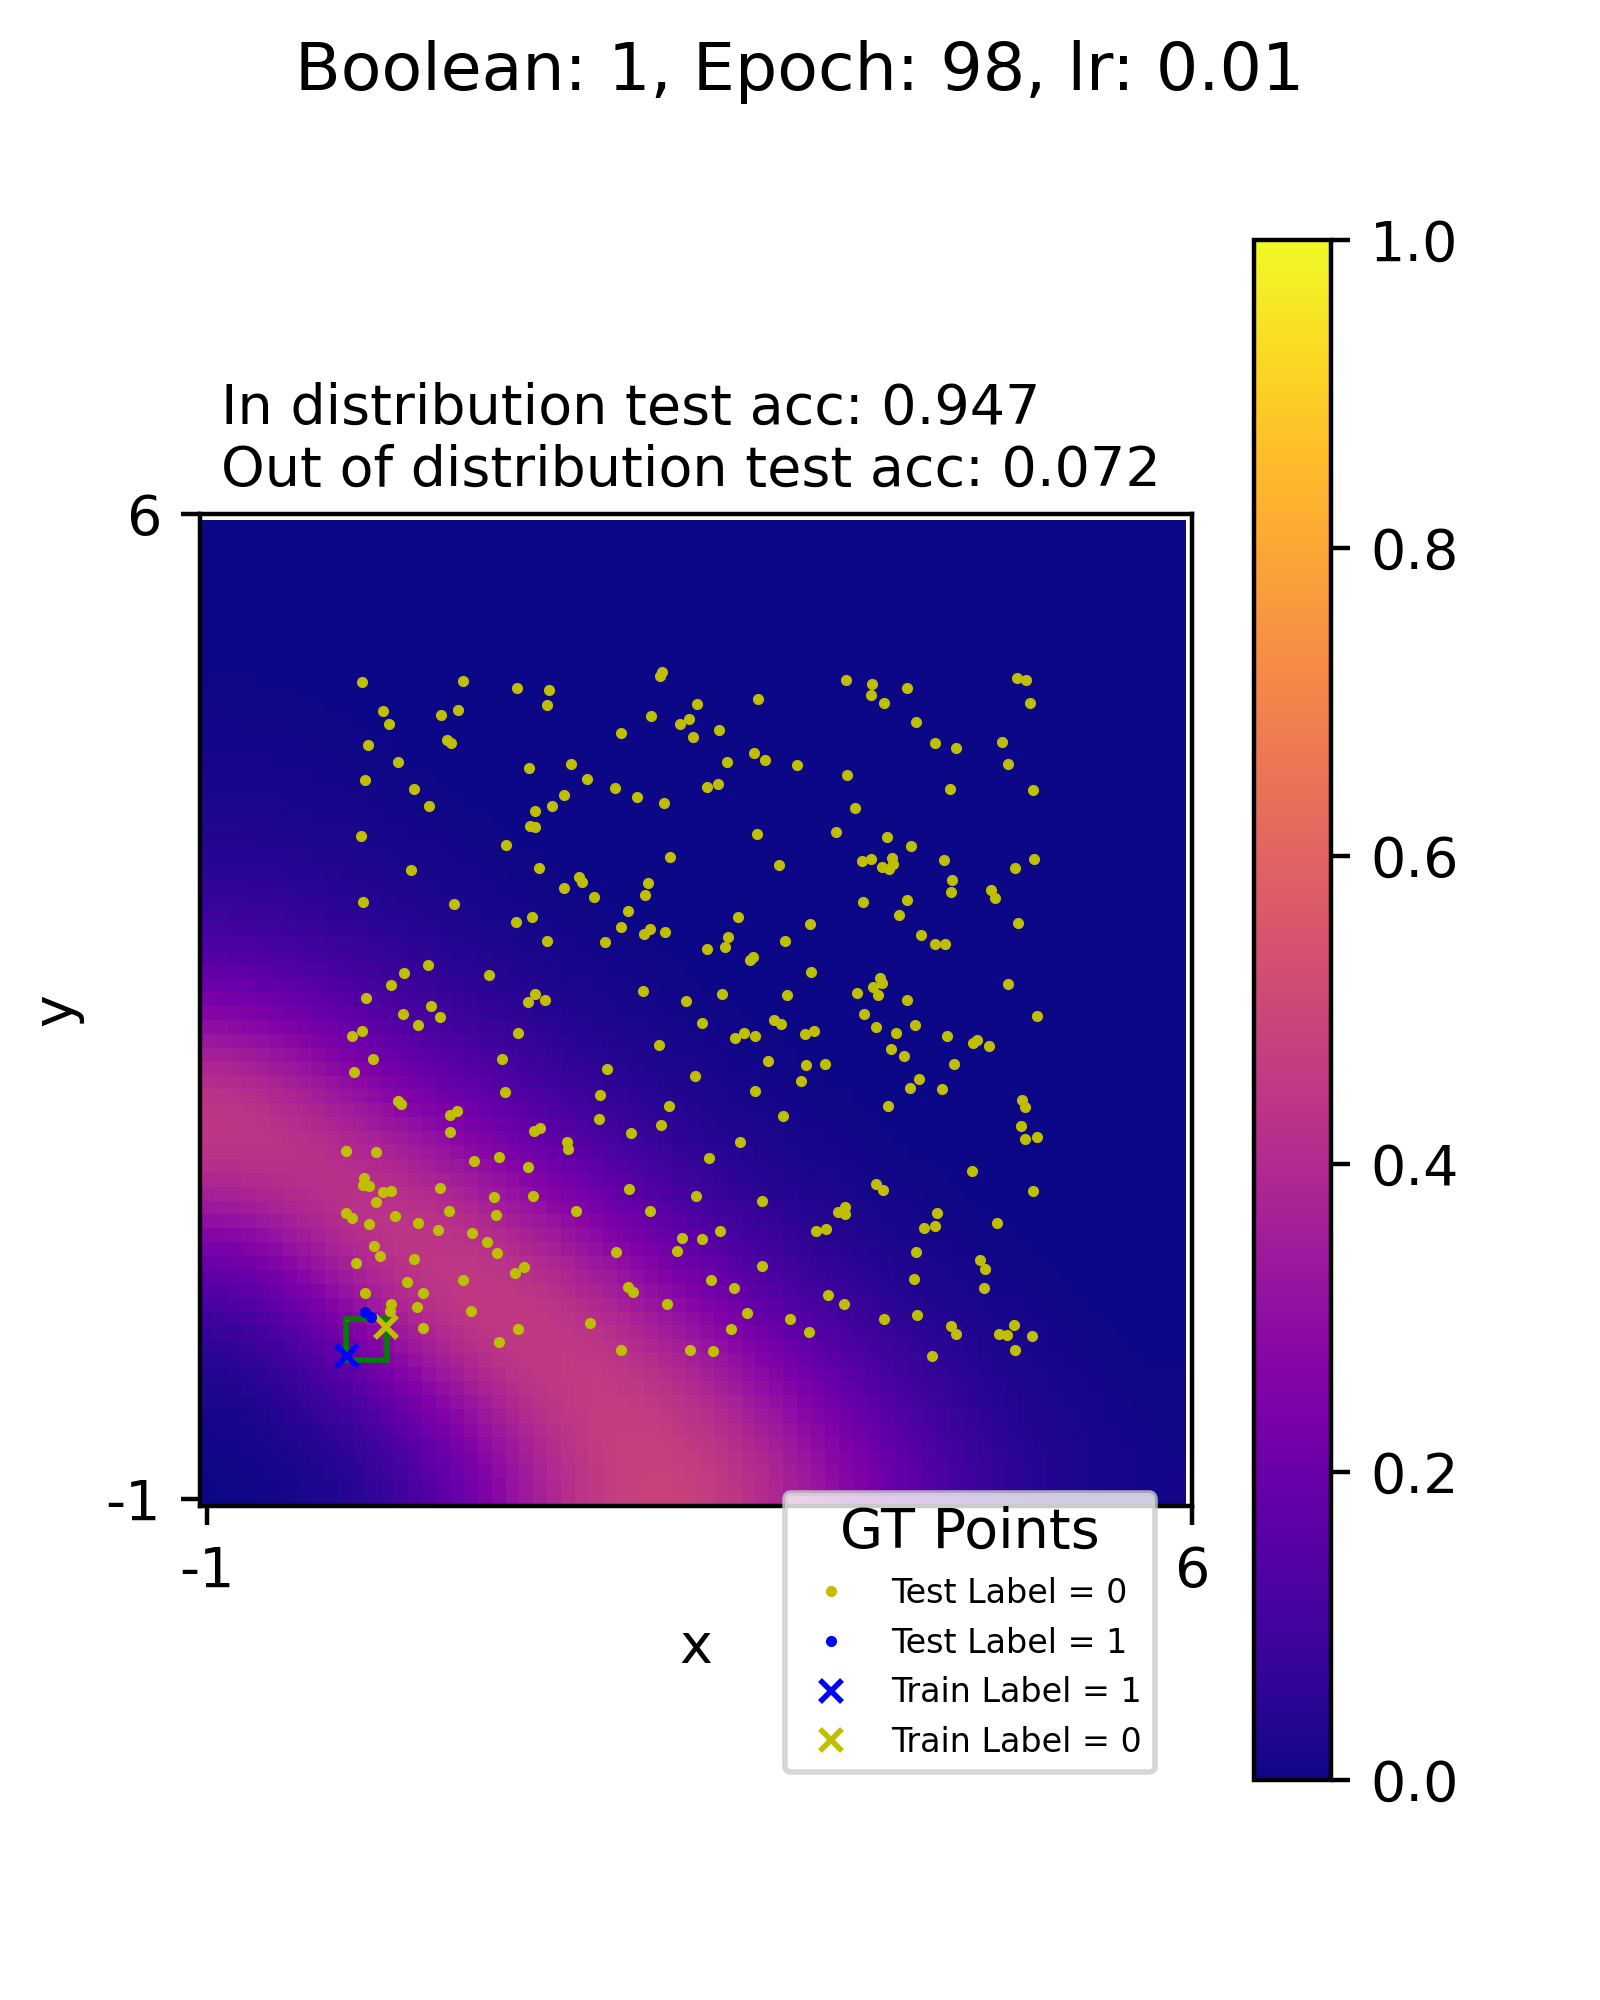 Boolean: 1, Epoch: 98, lr: 0.01
1.0
In distribution test acc: 0.947
Out of distribution test acc: 0.072
6
0.8
0.6
y
0.4
0.2
-1
-1
6
x
GT Points
Test Label = 0
Test Label = 1
Train Label = 1
Train Label = 0
0.0